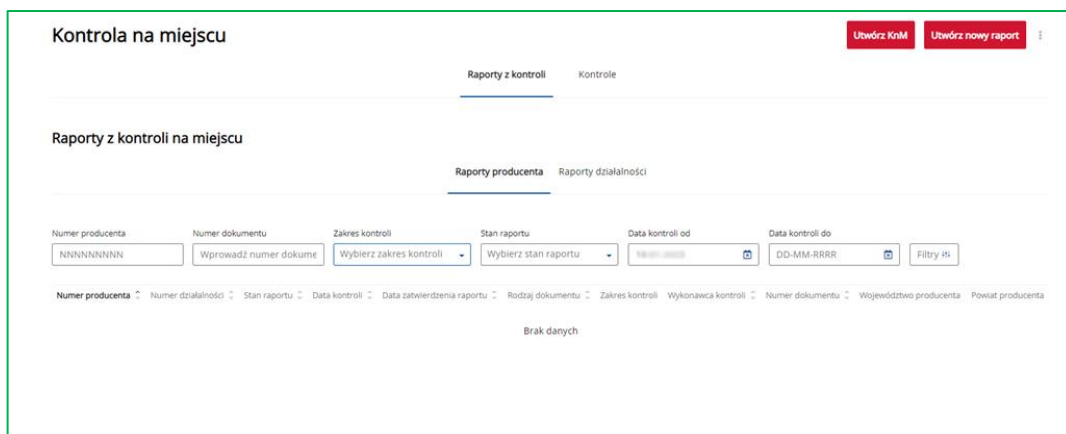 Kontrola na miejscu
Utwórz KnM Utwórz nowy raport
Raporty z kontroli Kontrole
Raporty z kontroli na miejscu
Raporty producenta Raporty działalności
Numer producenta Numer dokumentu Zakres kontroli Stan raportu Data kontroli od Data kontroli do
NNNNNNNNN Wprowadź numer dokume Wybierz zakres kontroli Wybierz stan raportu DD-MM-RRRR Filtry
Numer producenta Numer działalności Stan raportu Data kontroli Data zatwierdzenia raportu Rodzaj dokumentu Zakres kontroli Wykonawca kontroli Numer dokumentu Województwo producenta Powiat producenta
Brak danych